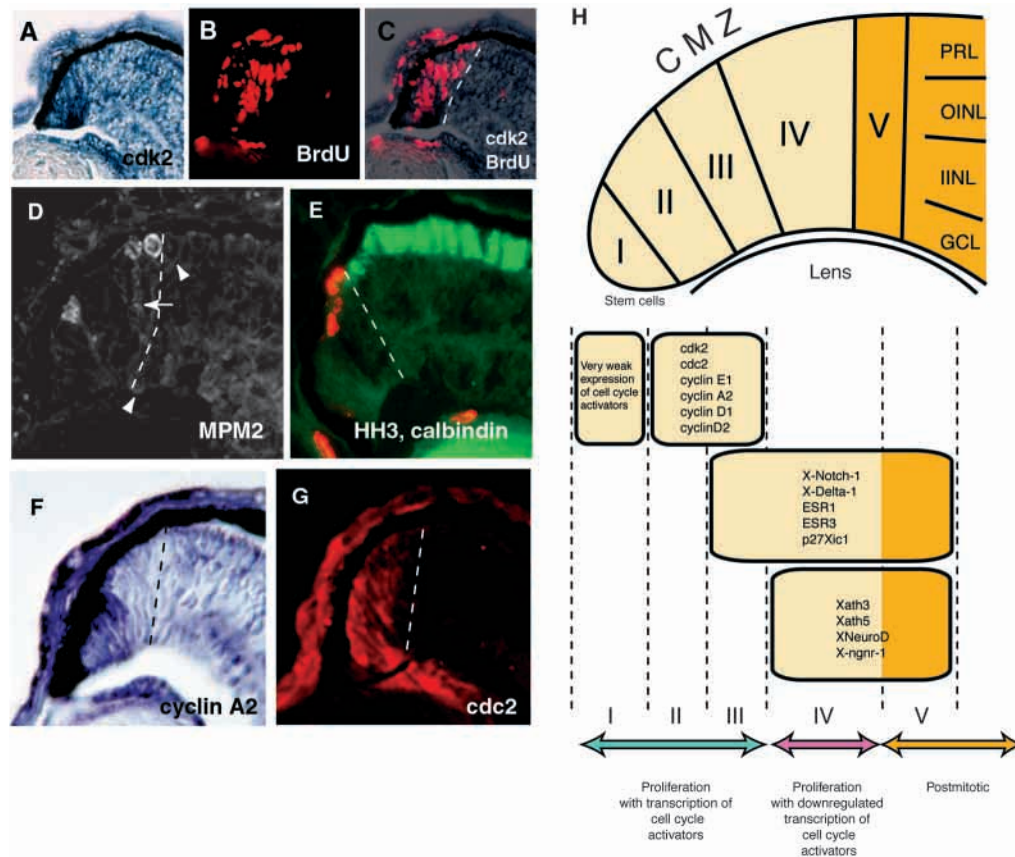 A
cdk2
B
BrdU
C
cdk2
BrdU
D
MPM2
E
HH3, calbindin
F
cyclin A2
G
cdc2
H
CMZ
I
II
III
IV
V
PRL
OINL
IINL
GCL
Stem cells
Lens
Very weak
expression
of cell cycle
activators
cdk2
cdc2
cyclin E1
cyclin A2
cyclin D1
cyclinD2
X-Notch-1
X-Delta-1
ESR1
ESR3
p27Xic1
Xath3
Xath5
XNeuroD
X-ngnr-1
I II III IV V
Proliferation
with transcription of
cell cycle
activators
Proliferation
with downregulated
transcription of
cell cycle
activators
Postmitotic